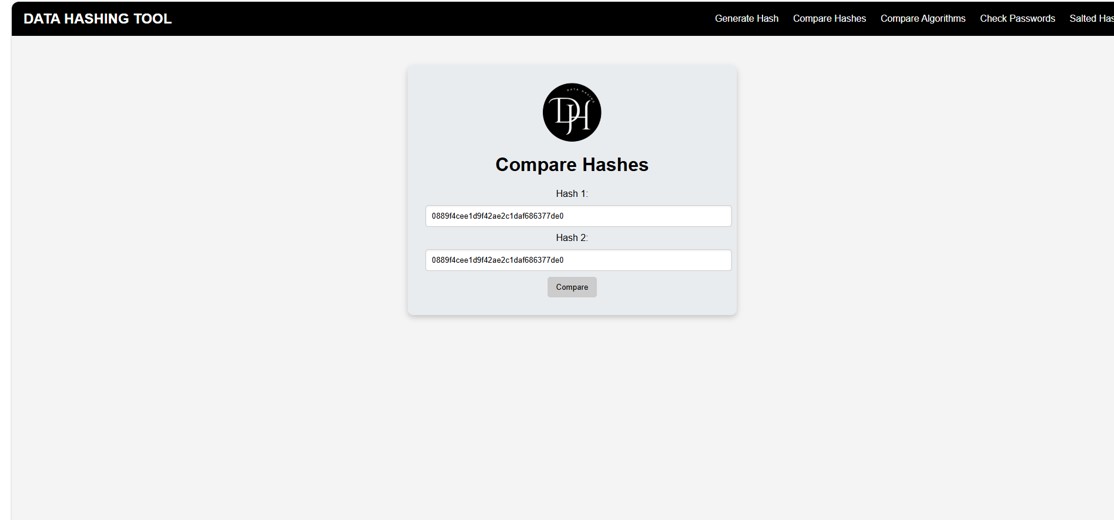 DATA HASHING TOOL
Generate Hash Compare Hashes Compare Algorithms Check Passwords Salted Has
DJH
Compare Hashes
Hash 1:
0889f4cee1d9f42ae2c1daf686377de0
Hash 2:
0889f4cee1d9f42ae2c1daf686377de0
Compare